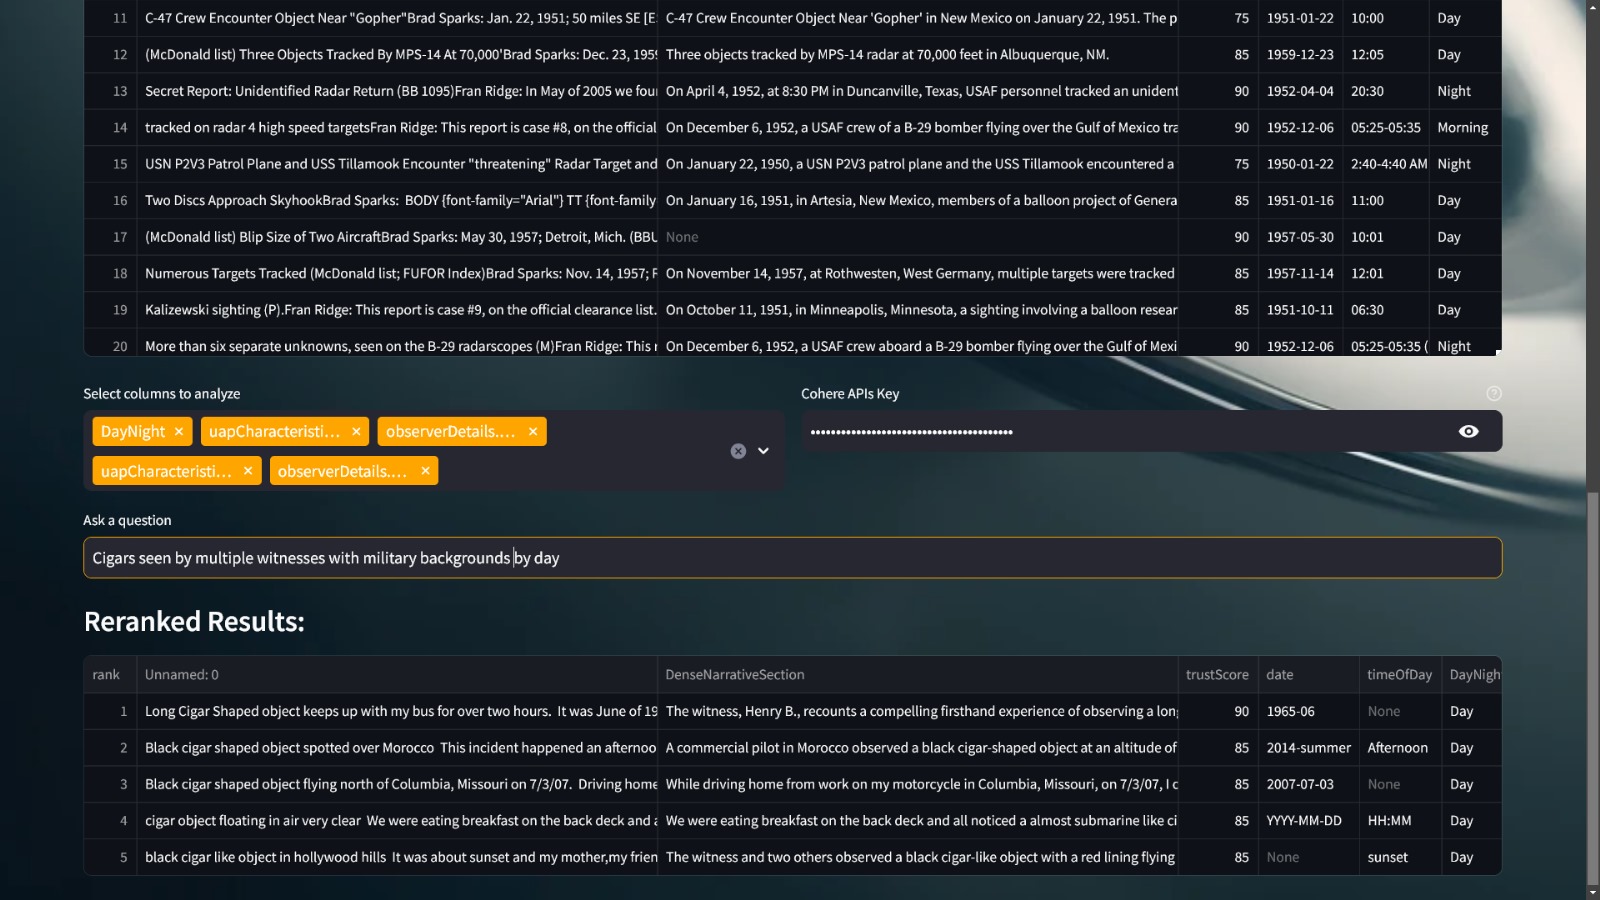 11 C-47 Crew Encounter Object Near "Gopher"Brad Sparks: Jan. 22, 1951; 50 miles SE [E C-47 Crew Encounter Object Near 'Gopher' in New Mexico on January 22, 1951. The p 75 1951-01-22 10:00 Day
12 (McDonald list) Three Objects Tracked By MPS-14 At 70,000'Brad Sparks: Dec. 23, 1959 Three objects tracked by MPS-14 radar at 70,000 feet in Albuquerque, NM. 85 1959-12-23 12:05 Day
13 Secret Report: Unidentified Radar Return (BB 1095)Fran Ridge: In May of 2005 we four On April 4, 1952, at 8:30 PM in Duncanville, Texas, USAF personnel tracked an unident 90 1952-04-04 20:30 Night
14 tracked on radar 4 high speed targetsFran Ridge: This report is case #8, on the official On December 6, 1952, a USAF crew of a B-29 bomber flying over the Gulf of Mexico tra 90 1952-12-06 05:25-05:35 Morning
15 USN P2V3 Patrol Plane and USS Tillamook Encounter "threatening" Radar Target and On January 22, 1950, a USN P2V3 patrol plane and the USS Tillamook encountered a 75 1950-01-22 2:40-4:40 AM Night
16 Two Discs Approach SkyhookBrad Sparks: BODY {font-family="Arial"} TT {font-family On January 16, 1951, in Artesia, New Mexico, members of a balloon project of Genera 85 1951-01-16 11:00 Day
17 (McDonald list) Blip Size of Two AircraftBrad Sparks: May 30, 1957; Detroit, Mich. (BBU None 90 1957-05-30 10:01 Day
18 Numerous Targets Tracked (McDonald list; FUFOR Index)Brad Sparks: Nov. 14, 1957; F On November 14, 1957, at Rothwesten, West Germany, multiple targets were tracked 85 1957-11-14 12:01 Day
19 Kalizewski sighting (P).Fran Ridge: This report is case #9, on the official clearance list. On October 11, 1951, in Minneapolis, Minnesota, a sighting involving a balloon resear 85 1951-10-11 06:30 Day
20 More than six separate unknowns, seen on the B-29 radarscopes (M)Fran Ridge: This r On December 6, 1952, a USAF crew aboard a B-29 bomber flying over the Gulf of Mexi 90 1952-12-06 05:25-05:35 ( Night
Select columns to analyze
Cohere APIs Key
DayNight uapCharacteristi... observerDetails....
uapCharacteristi... observerDetails....
Ask a question
Cigars seen by multiple witnesses with military backgrounds by day
Reranked Results:
rank Unnamed: 0 DenseNarrativeSection trustScore date timeOfDay DayNigh
1 Long Cigar Shaped object keeps up with my bus for over two hours. It was June of 19 The witness, Henry B., recounts a compelling firsthand experience of observing a long 90 1965-06 None Day
2 Black cigar shaped object spotted over Morocco This incident happened an afternoo A commercial pilot in Morocco observed a black cigar-shaped object at an altitude of 85 2014-summer Afternoon Day
3 Black cigar shaped object flying north of Columbia, Missouri on 7/3/07. Driving home While driving home from work on my motorcycle in Columbia, Missouri, on 7/3/07, I c 85 2007-07-03 None Day
4 cigar object floating in air very clear We were eating breakfast on the back deck and a We were eating breakfast on the back deck and all noticed a almost submarine like ci 85 YYYY-MM-DD HH:MM Day
5 black cigar like object in hollywood hills It was about sunset and my mother,my frien The witness and two others observed a black cigar-like object with a red lining flying 85 None sunset Day